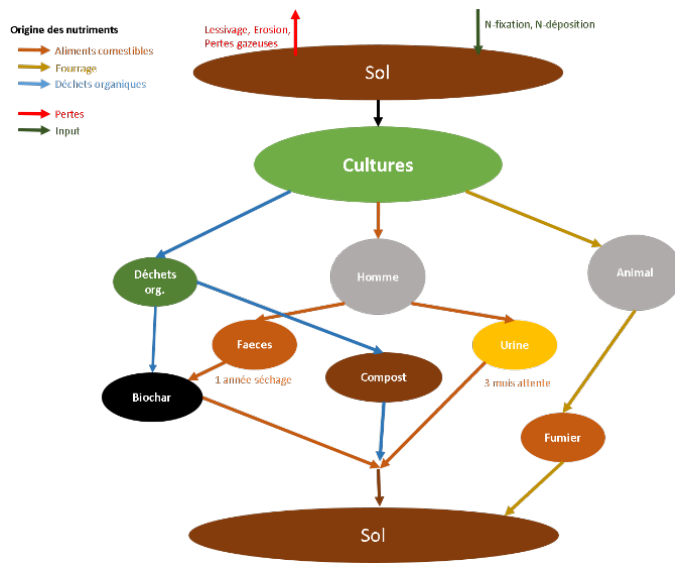 Origine des nutriments
Aliments comestibles
Fourrage
Déchets organiques
Pertes
Input
Lessivage, Erosion,
Pertes gazeuses
N-fixation, N-déposition
Sol
Cultures
Déchets
org.
Homme
Animal
Faeces
Urine
1 année séchage
Compost
3 muis attente
Biochar
Fumier
Sol